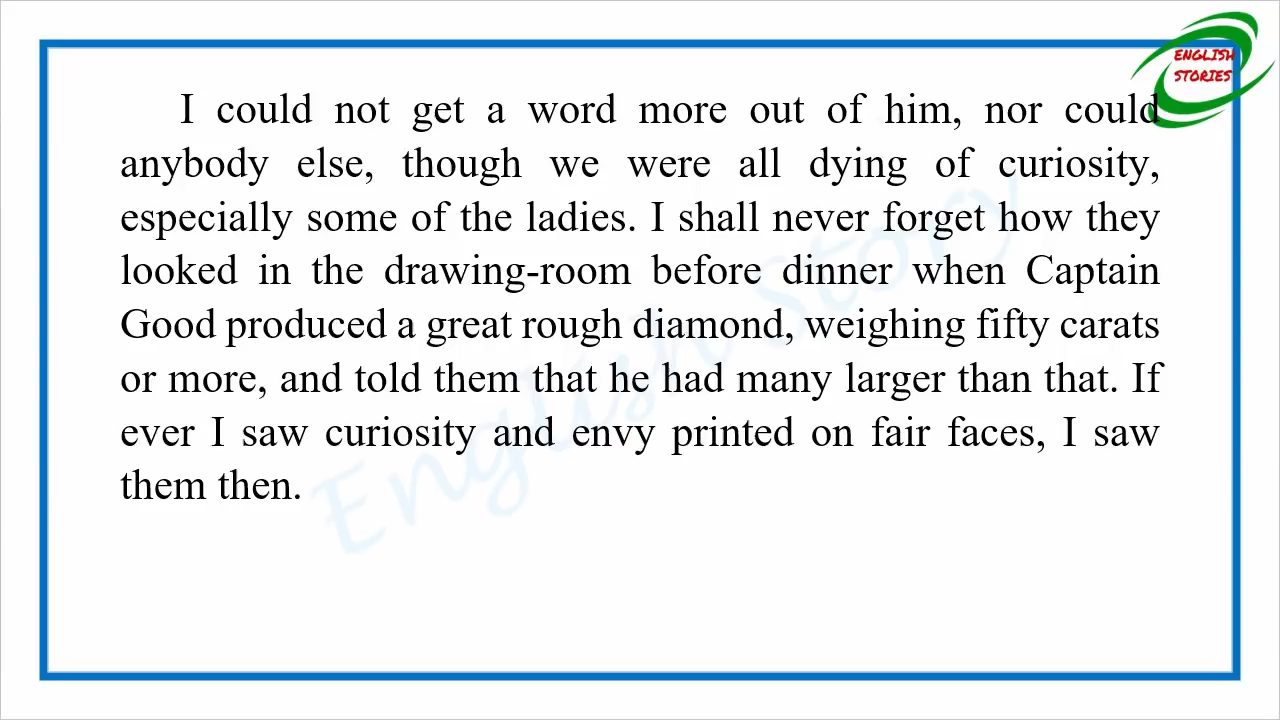 ENGLISH
STORIES
I could not get a word more out of him, nor could
anybody else, though we were all dying of curiosity,
especially some of the ladies. I shall never forget how they
looked in the drawing-room before dinner when Captain
Good produced a great rough diamond, weighing fifty carats
or more, and told them that he had many larger than that. If
ever I saw curiosity and envy printed on fair faces, I saw
them then.
English Story